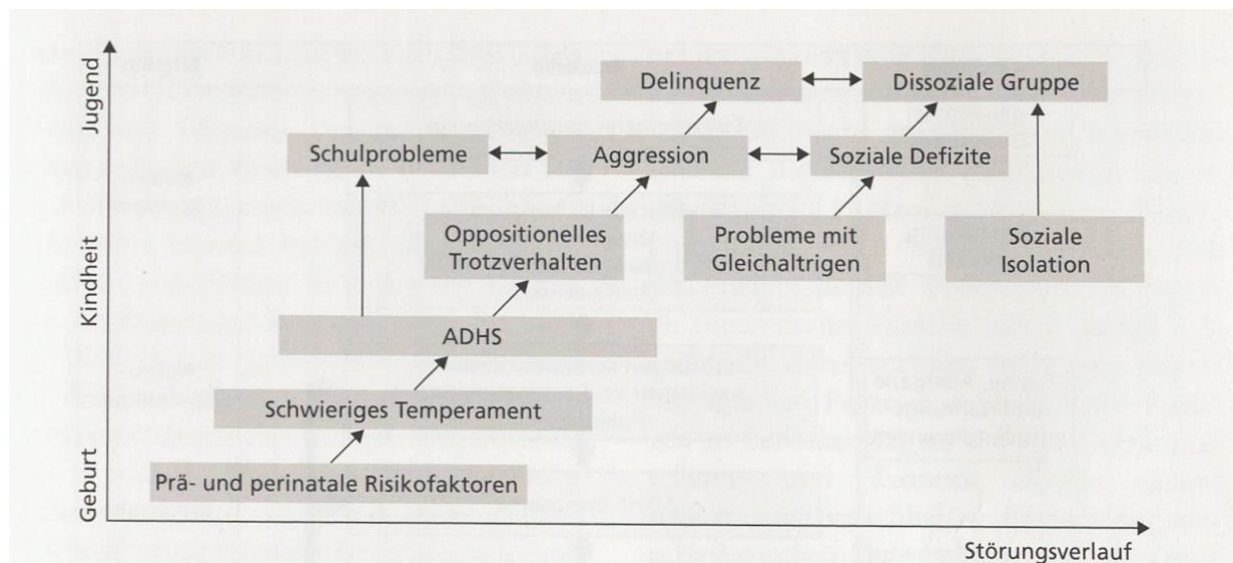 Jugend
Delinquenz
Dissoziale Gruppe
Schulprobleme
Aggression
Soziale Defizite
Oppositionelles
Trotzverhalten
Probleme mit
Gleichaltrigen
Soziale
Isolation
Kindheit
ADHS
Schwieriges Temperament
Geburt
Prä- und perinatale Risikofaktoren
Störungsverlauf